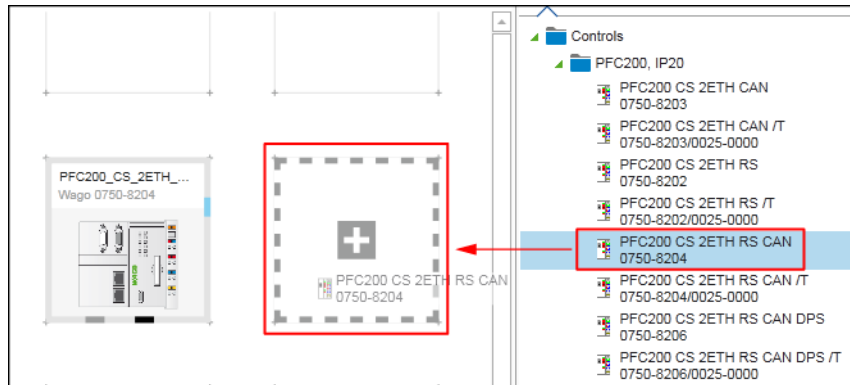 Controls
PFC200, IP20
PFC200 CS 2ETH CAN
0750-8203
PFC200 CS 2ETH CAN /T
0750-8203/0025-0000
PFC200 CS 2ETH RS
0750-8202
PFC200 CS 2ETH RS /T
0750-8202/0025-0000
PFC200 CS 2ETH RS CAN
0750-8204
PFC200 CS 2ETH RS CAN /T
0750-8204/0025-0000
PFC200 CS 2ETH RS CAN DPS
0750-8206
PFC200 CS 2ETH RS CAN DPS /T
0750-8206/0025-0000
PFC200_CS_2ETH_...
Wago 0750-8204
WAGO
PFC200 CS 2ETH RS CAN
0750-8204